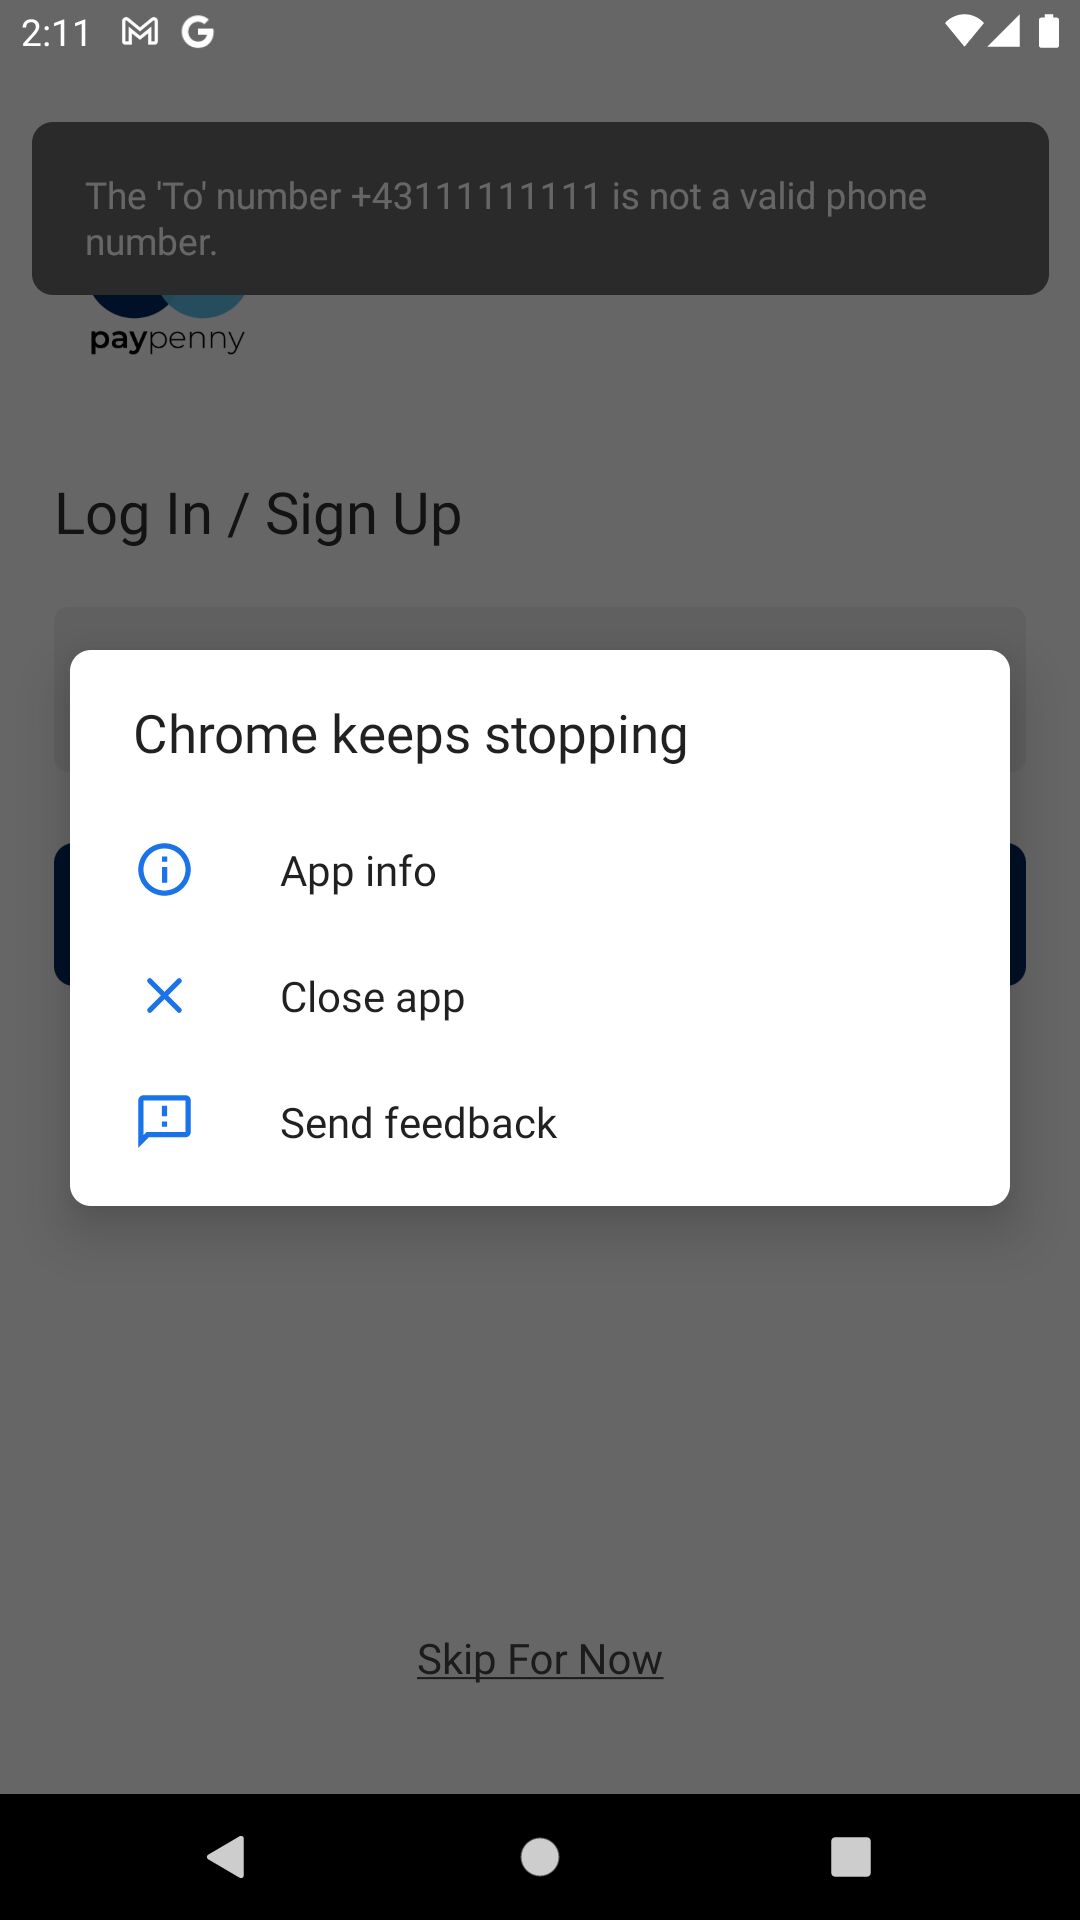 2:11
The 'To' number +43111111111 is not a valid phone
number.
paypenny
Log In / Sign Up
Chrome keeps stopping
App info
Close app
Send feedback
Skip For Now